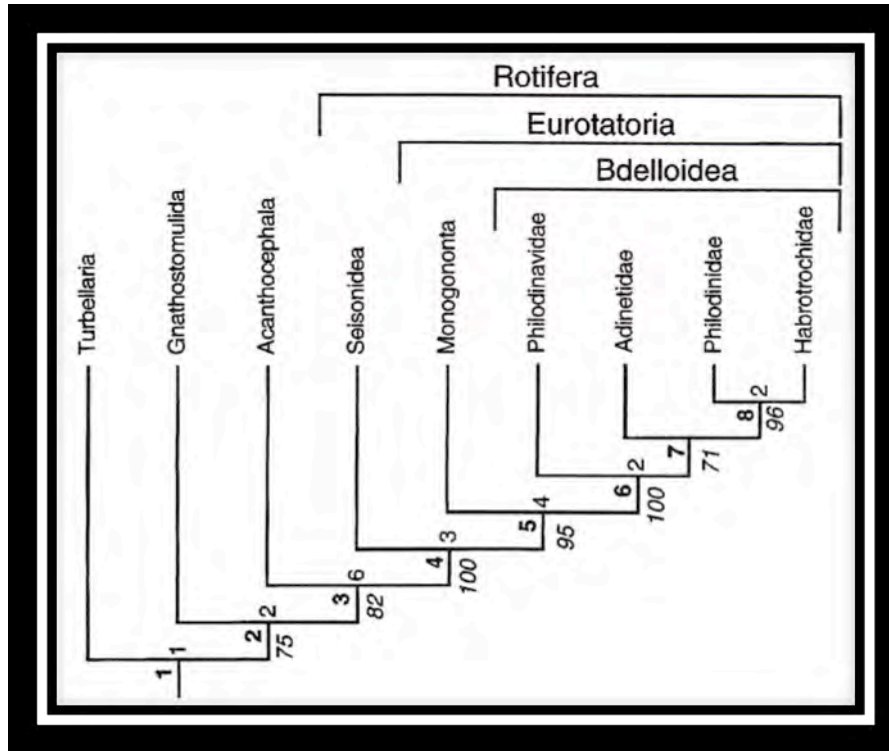 Rotifera
Eurotatoria
Bdelloidea
Turbellaria
Gnathostomulida
Acanthocephala
Seisonidea
Monogononta
Philodinavidae
Adinetidae
Philodinidae
Habrotrochidae
8 2
96
7
71
6 2
100
5 4
95
4 3
100
3 6
82
2 2
75
1 1